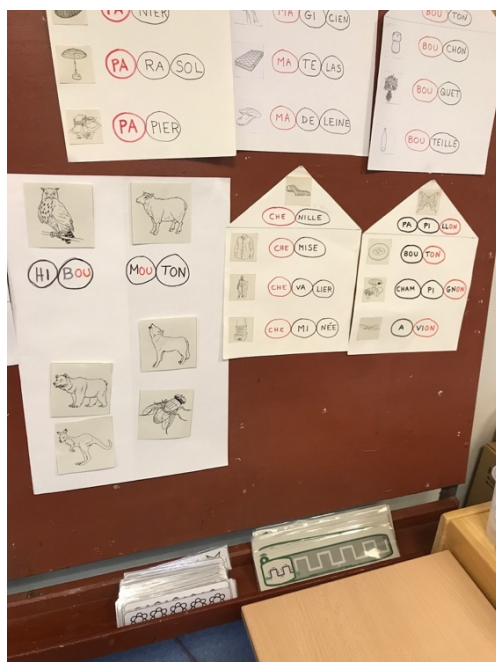 PA NIER
PA RA SOL
PA PIER
MA GI CIEN
MA TE LAS
MA DE LEINE
BOU TON
BOU CHON
BOU QUET
BOU TEILLE
HI BOU
MOU TON
CHE NILLE
CHE MISE
CHE VA LIER
CHE MI NÉE
PA PI LLON
BOU TON
CHAM PI GNON
A VION